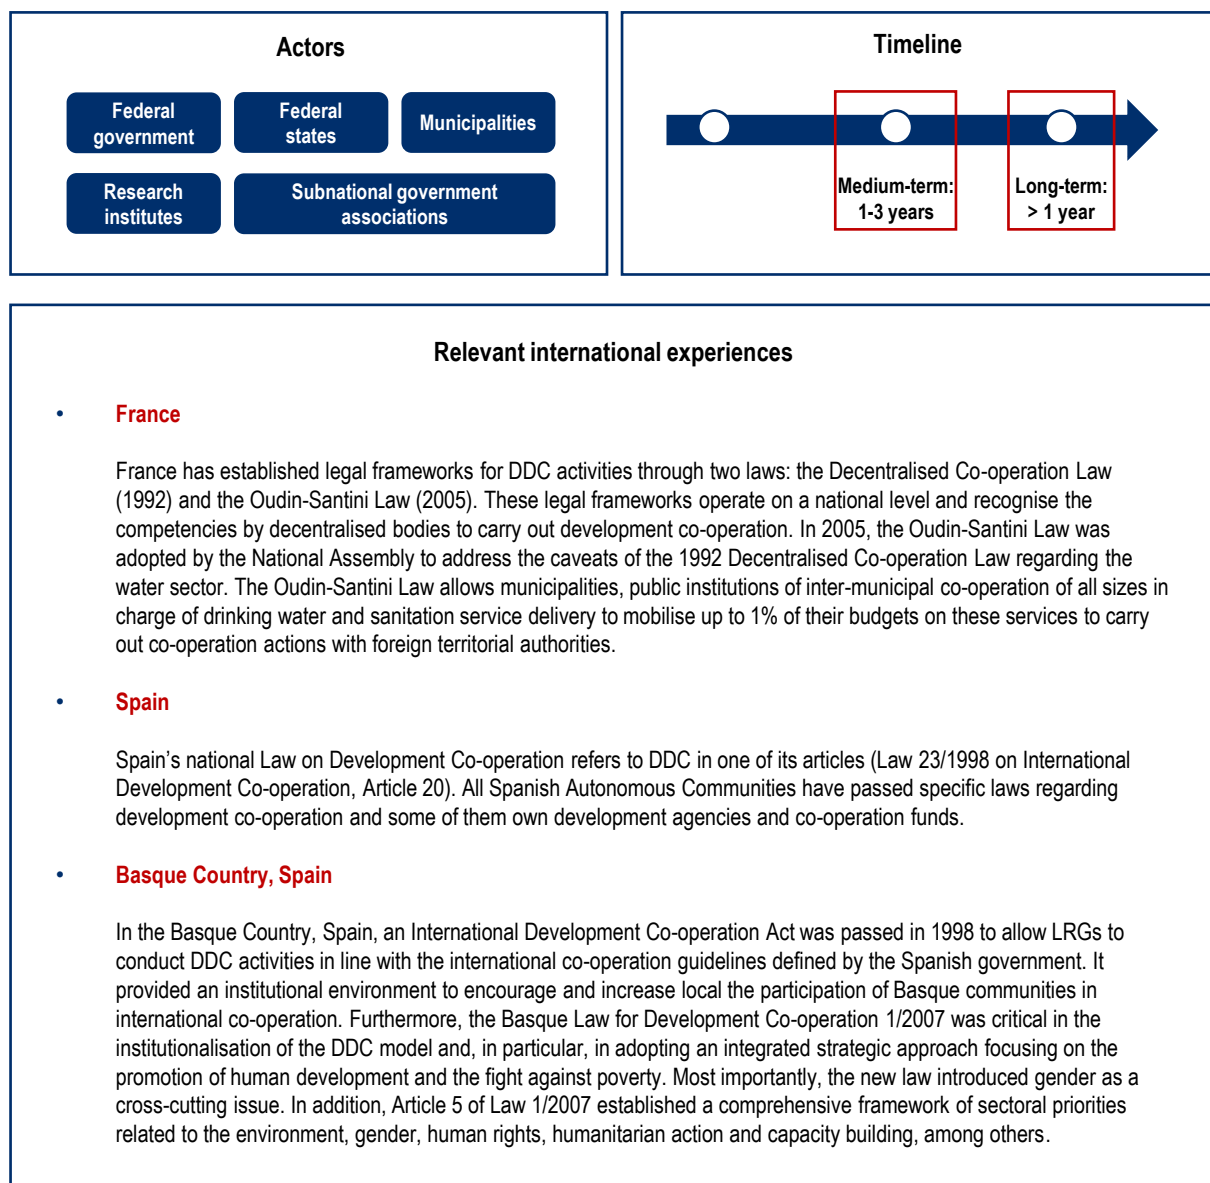 Actors
Federal
government
Federal
states
Municipalities
Research
institutes
Subnational government
associations
Timeline
Medium-term:
1-3 years
Long-term:
> 1 year
Relevant international experiences
• France
France has established legal frameworks for DDC activities through two laws: the Decentralised Co-operation Law
(1992) and the Oudin-Santini Law (2005). These legal frameworks operate on a national level and recognise the
competencies by decentralised bodies to carry out development co-operation. In 2005, the Oudin-Santini Law was
adopted by the National Assembly to address the caveats of the 1992 Decentralised Co-operation Law regarding the
water sector. The Oudin-Santini Law allows municipalities, public institutions of inter-municipal co-operation of all sizes in
charge of drinking water and sanitation service delivery to mobilise up to 1% of their budgets on these services to carry
out co-operation actions with foreign territorial authorities.
• Spain
Spain's national Law on Development Co-operation refers to DDC in one of its articles (Law 23/1998 on International
Development Co-operation, Article 20). All Spanish Autonomous Communities have passed specific laws regarding
development co-operation and some of them own development agencies and co-operation funds.
• Basque Country, Spain
In the Basque Country, Spain, an International Development Co-operation Act was passed in 1998 to allow LRGs to
conduct DDC activities in line with the international co-operation guidelines defined by the Spanish government. It
provided an institutional environment to encourage and increase local the participation of Basque communities in
international co-operation. Furthermore, the Basque Law for Development Co-operation 1/2007 was critical in the
institutionalisation of the DDC model and, in particular, in adopting an integrated strategic approach focusing on the
promotion of human development and the fight against poverty. Most importantly, the new law introduced gender as a
cross-cutting issue. In addition, Article 5 of Law 1/2007 established a comprehensive framework of sectoral priorities
related to the environment, gender, human rights, humanitarian action and capacity building, among others.